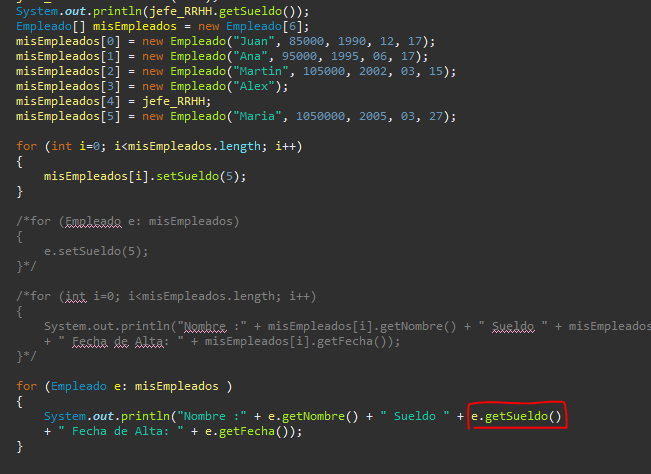 System.out.println(jefe_RRHH.getSueldo());
Empleado[] misEmpleados = new Empleado[6];
misEmpleados[0] = new Empleado("Juan", 85000, 1990, 12, 17);
misEmpleados[1] = new Empleado("Ana", 95000, 1995, 06, 17);
misEmpleados[2] = new Empleado("Martin", 105000, 2002, 03, 15);
misEmpleados[3] = new Empleado("Alex");
misEmpleados[4] = jefe_RRHH;
misEmpleados[5] = new Empleado("Maria", 1050000, 2005, 03, 27);
for (int i=0; i<misEmpleados.length; i++)
{
misEmpleados[i].setSueldo(5);
}
/*for (Empleado e: misEmpleados)
{
e.setSueldo(5);
}*/
/*for (int i=0; i<misEmpleados.length; i++)
{
System.out.println("Nombre :" + misEmpleados[i].getNombre() + " Sueldo " + misEmpleados
+ " Fecha de Alta: " + misEmpleados[i].getFecha());
}*/
for (Empleado e: misEmpleados )
{
System.out.println("Nombre :" + e.getNombre() + " Sueldo " + e.getSueldo()
+ " Fecha de Alta: " + e.getFecha());
}